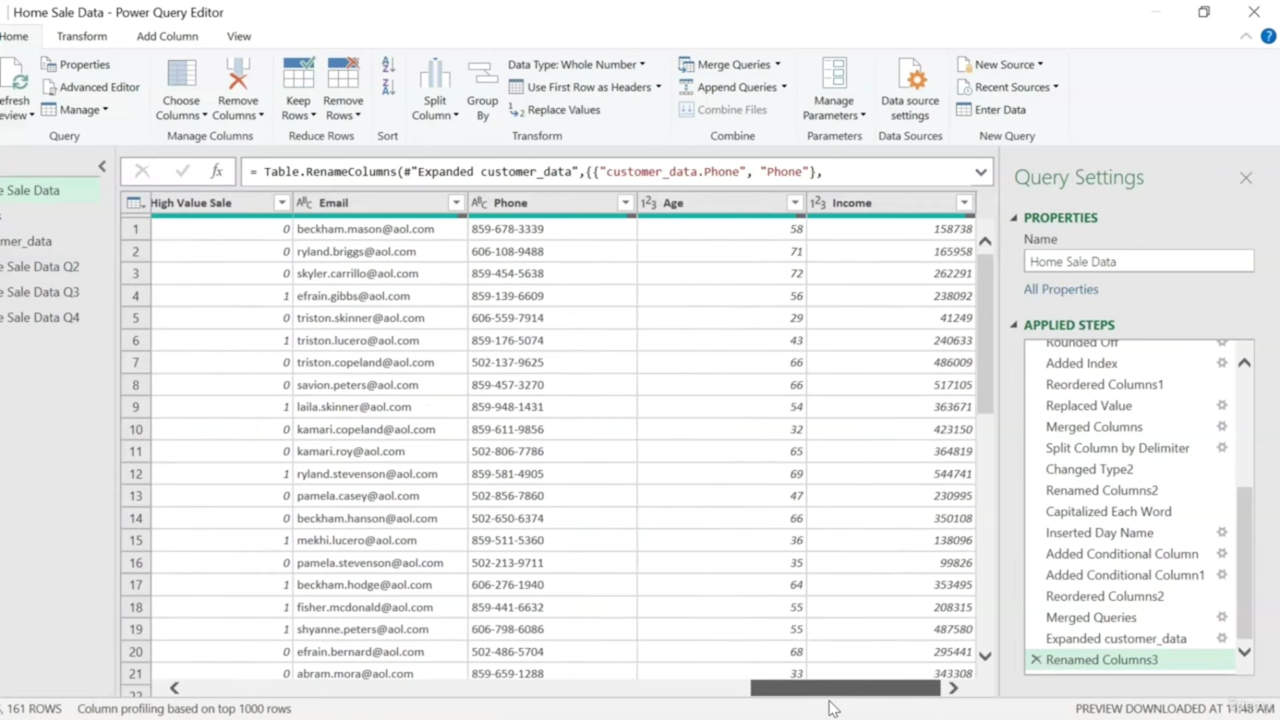 Home Sale Data - Power Query Editor
Home Transform Add Column View
Properties
Advanced Editor
Manage
Query
Choose Columns
Remove Columns
Manage Columns
Keep Rows
Remove Rows
Reduce Rows
Sort
Split Column
Group By
Data Type: Whole Number
Use First Row as Headers
Replace Values
Transform
Merge Queries
Append Queries
Combine Files
Combine
Manage Parameters
Parameters
Data source settings
Data Sources
New Source
Recent Sources
Enter Data
New Query
e Sale Data
mer_data
e Sale Data Q2
e Sale Data Q3
e Sale Data Q4
fx = Table.RenameColumns(#"Expanded customer_data",{{"customer_data.Phone", "Phone"},
High Value Sale ABC Email ABC Phone 123 Age 123 Income
1 0 beckham.mason@aol.com 859-678-3339 58 158738
2 0 ryland.briggs@aol.com 606-108-9488 71 165958
3 0 skyler.carrillo@aol.com 859-454-5638 72 262291
4 1 efrain.gibbs@aol.com 859-139-6609 56 238092
5 0 triston.skinner@aol.com 606-559-7914 29 41249
6 1 triston.lucero@aol.com 859-176-5074 43 240633
7 0 triston.copeland@aol.com 502-137-9625 66 486009
8 0 savion.peters@aol.com 859-457-3270 66 517105
9 1 laila.skinner@aol.com 859-948-1431 54 363671
10 0 kamari.copeland@aol.com 859-611-9856 32 423150
11 0 kamari.roy@aol.com 502-806-7786 65 364819
12 1 ryland.stevenson@aol.com 859-581-4905 69 544741
13 0 pamela.casey@aol.com 502-856-7860 47 230995
14 0 beckham.hanson@aol.com 502-650-6374 66 350108
15 1 mekhi.lucero@aol.com 859-511-5360 36 138096
16 0 pamela.stevenson@aol.com 502-213-9711 35 99826
17 1 beckham.hodge@aol.com 606-276-1940 64 353495
18 1 fisher.mcdonald@aol.com 859-441-6632 55 208315
19 1 shyanne.peters@aol.com 606-798-6086 55 487580
20 0 efrain.bernard@aol.com 502-486-5704 68 295441
21 0 abram.mora@aol.com 859-659-1288 33 343308
Query Settings
PROPERTIES
Name
Home Sale Data
All Properties
APPLIED STEPS
Rounded Off
Added Index
Reordered Columns1
Replaced Value
Merged Columns
Split Column by Delimiter
Changed Type2
Renamed Columns2
Capitalized Each Word
Inserted Day Name
Added Conditional Column
Added Conditional Column1
Reordered Columns2
Merged Queries
Expanded customer_data
Renamed Columns3
161 ROWS Column profiling based on top 1000 rows PREVIEW DOWNLOADED AT 11:48 AM